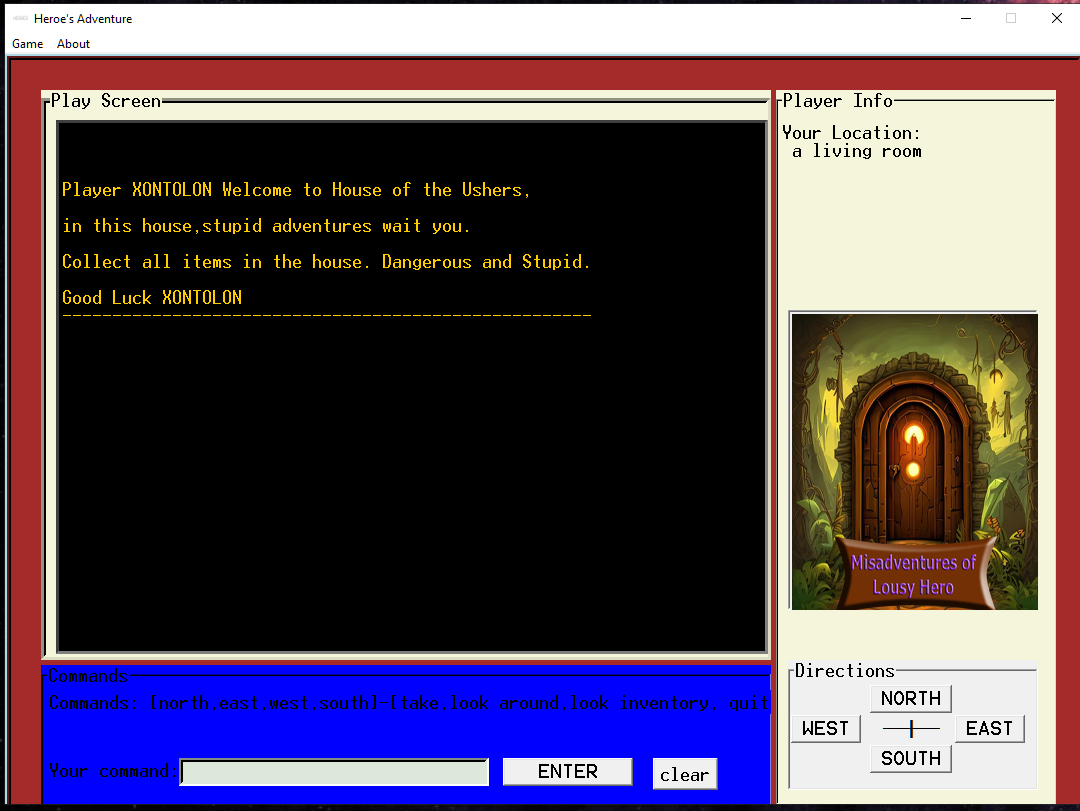 Heroe's Adventure
Game About
Play Screen
Player XONTOLON Welcome to House of the Ushers,
in this house,stupid adventures wait you.
Collect all items in the house. Dangerous and Stupid.
Good Luck XONTOLON
-----------------------------------------------------
Player Info
Your Location:
a living room
Misadventures of
Lousy Hero
Commands
Commands: [north,east,west,south]-[take,look around,look inventory, quit
Your command: ENTER clear
Directions
NORTH
WEST EAST
SOUTH